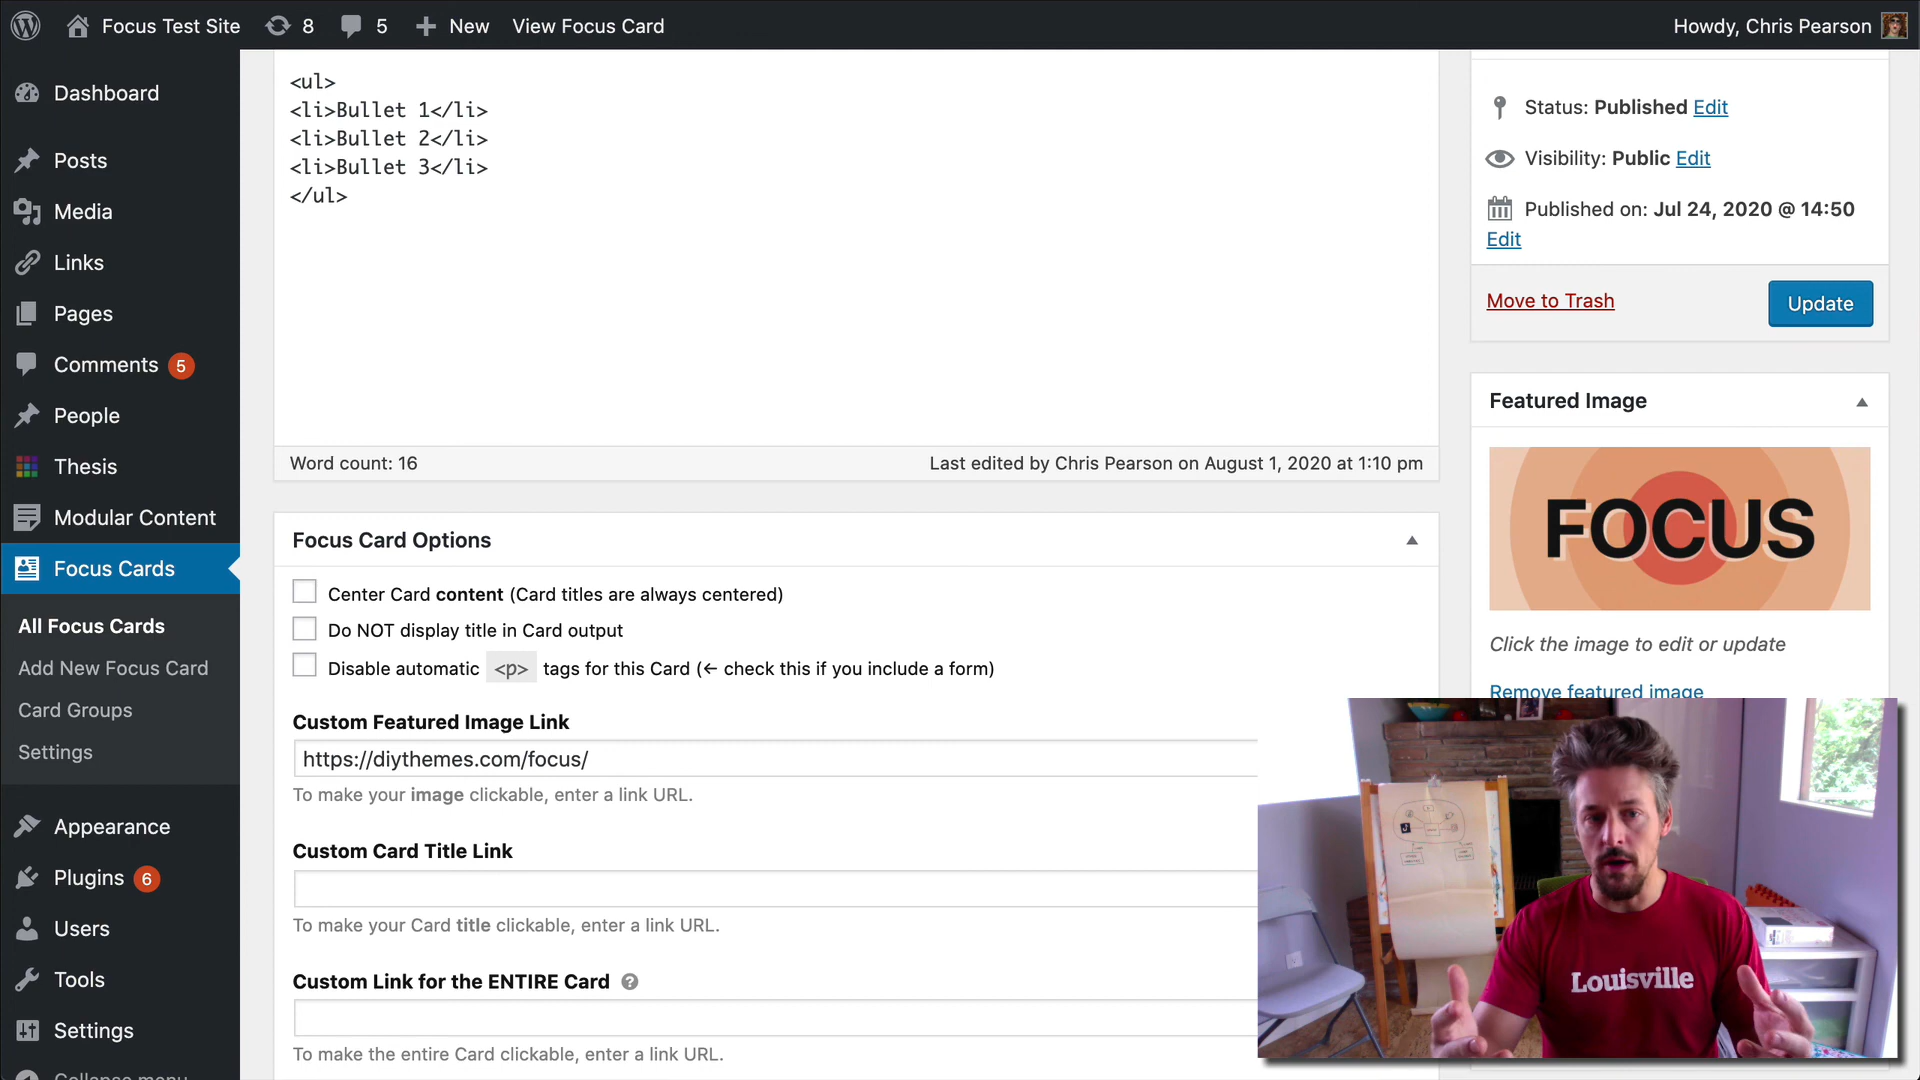 Focus Test Site
8
5
New
View Focus Card
Howdy, Chris Pearson
Dashboard
Posts
Media
Links
Pages
Comments 5
People
Thesis
Modular Content
Focus Cards
All Focus Cards
Add New Focus Card
Card Groups
Settings
Appearance
Plugins 6
Users
Tools
Settings
Collapse menu
<ul>
<li>Bullet 1</li>
<li>Bullet 2</li>
<li>Bullet 3</li>
</ul>
Word count: 16
Last edited by Chris Pearson on August 1, 2020 at 1:10 pm
Focus Card Options
Center Card content (Card titles are always centered)
Do NOT display title in Card output
Disable automatic <p> tags for this Card (← check this if you include a form)
Custom Featured Image Link
https://diythemes.com/focus/
To make your image clickable, enter a link URL.
Custom Card Title Link
To make your Card title clickable, enter a link URL.
Custom Link for the ENTIRE Card ?
To make the entire Card clickable, enter a link URL.
Status: Published Edit
Visibility: Public Edit
Published on: Jul 24, 2020 @ 14:50
Edit
Move to Trash
Update
Featured Image
FOCUS
Click the image to edit or update
Remove featured image
Louisville